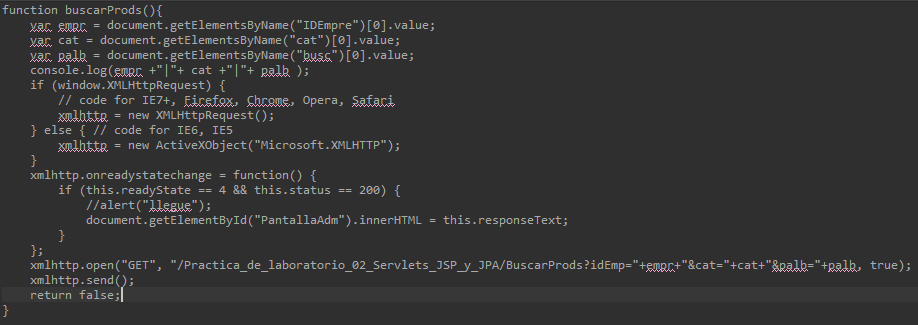 function buscarProds(){
    var empr = document.getElementsByName("IDEmpre")[0].value;
    var cat = document.getElementsByName("cat")[0].value;
    var palb = document.getElementsByName("busc")[0].value;
    console.log(empr +"|"+ cat +"|"+ palb );
    if (window.XMLHttpRequest) {
        // code for IE7+, Firefox, Chrome, Opera, Safari
        xmlhttp = new XMLHttpRequest();
    } else { // code for IE6, IE5
        xmlhttp = new ActiveXObject("Microsoft.XMLHTTP");
    }
    xmlhttp.onreadystatechange = function() {
        if (this.readyState == 4 && this.status == 200) {
            //alert("llegue");
            document.getElementById("PantallaAdm").innerHTML = this.responseText;
        }
    };
    xmlhttp.open("GET", "/Practica_de_laboratorio_02_Servlets_JSP_y_JPA/BuscarProds?idEmp="+empr+"&cat="+cat+"&palb="+palb, true);
    xmlhttp.send();
    return false;
}